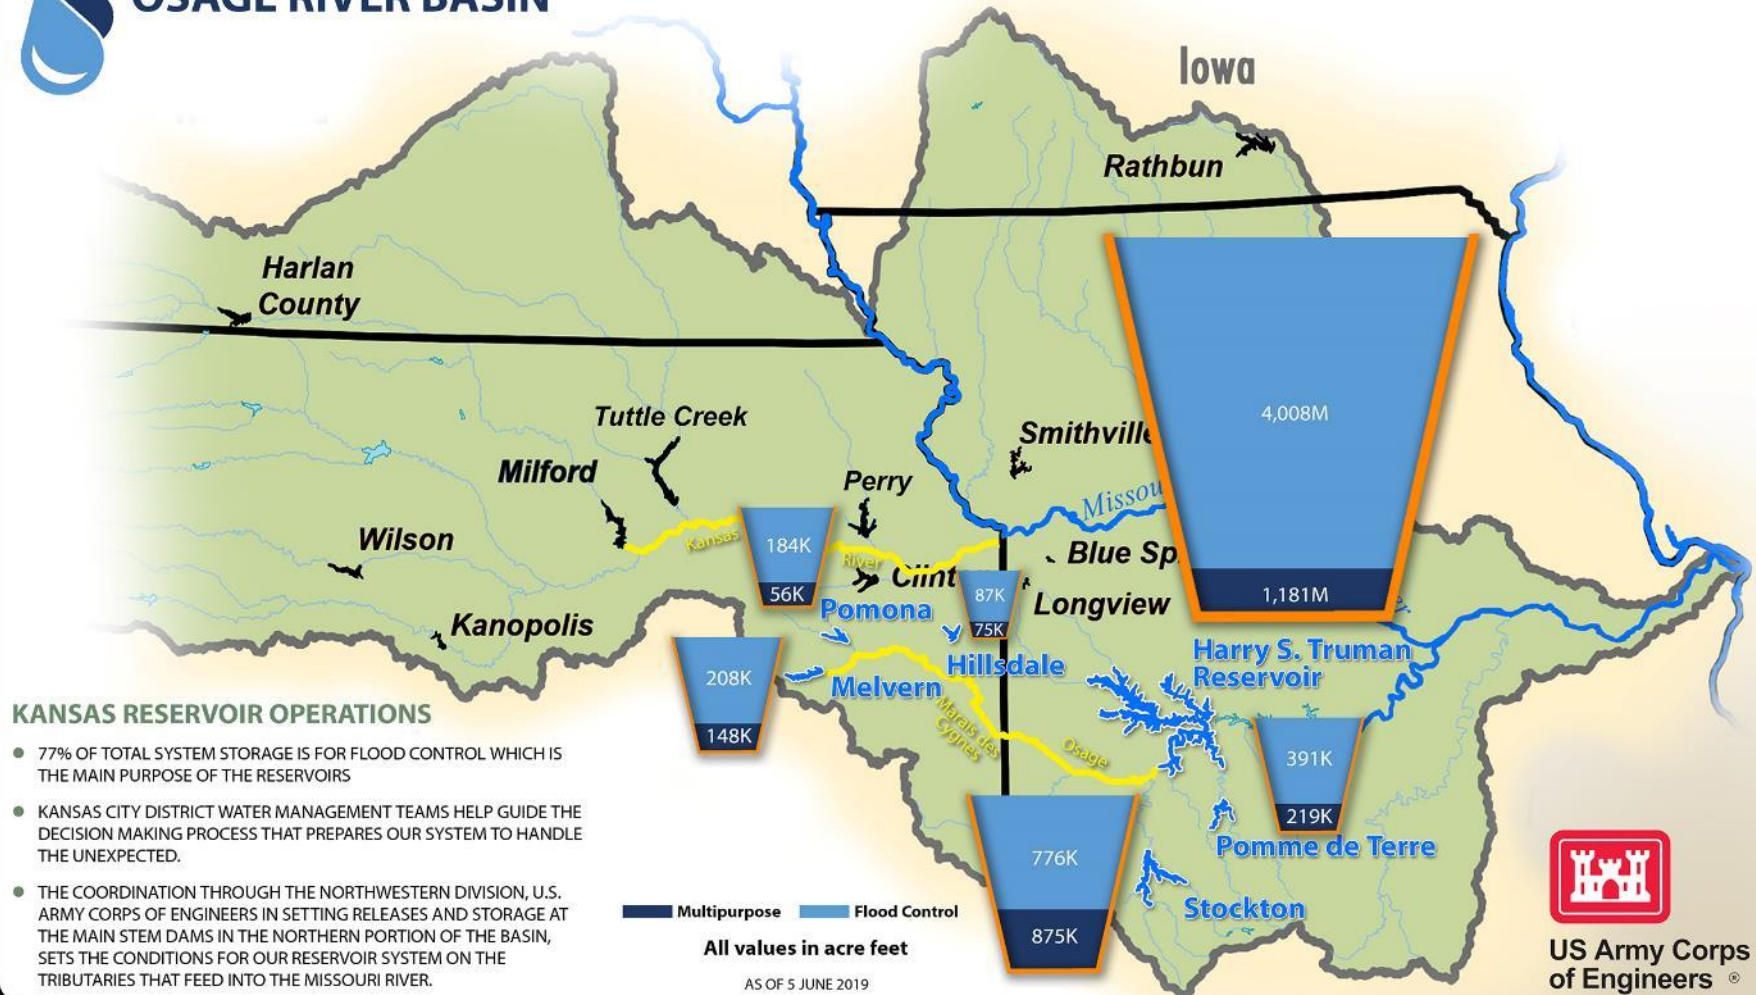 OSAGE RIVER BASIN
Iowa
Rathbun
Harlan
County
4,008M
Tuttle Creek
Smithville
Milford
Perry
Missou
Wilson
Kansas
184K
River
Blue Sp
Clint
56K
87K
1,181M
Pomona
Longview
Kanopolis
75K
Harry S. Truman
Reservoir
Hillsdale
208K
Melvern
148K
Marais des
Cygnes
Osage
391K
219K
Pomme de Terre
776K
875K
Stockton
KANSAS RESERVOIR OPERATIONS
77% OF TOTAL SYSTEM STORAGE IS FOR FLOOD CONTROL WHICH IS
THE MAIN PURPOSE OF THE RESERVOIRS
KANSAS CITY DISTRICT WATER MANAGEMENT TEAMS HELP GUIDE THE
DECISION MAKING PROCESS THAT PREPARES OUR SYSTEM TO HANDLE
THE UNEXPECTED.
THE COORDINATION THROUGH THE NORTHWESTERN DIVISION, U.S.
ARMY CORPS OF ENGINEERS IN SETTING RELEASES AND STORAGE AT
THE MAIN STEM DAMS IN THE NORTHERN PORTION OF THE BASIN,
SETS THE CONDITIONS FOR OUR RESERVOIR SYSTEM ON THE
TRIBUTARIES THAT FEED INTO THE MISSOURI RIVER.
Multipurpose
Flood Control
All values in acre feet
AS OF 5 JUNE 2019
US Army Corps
of Engineers ®